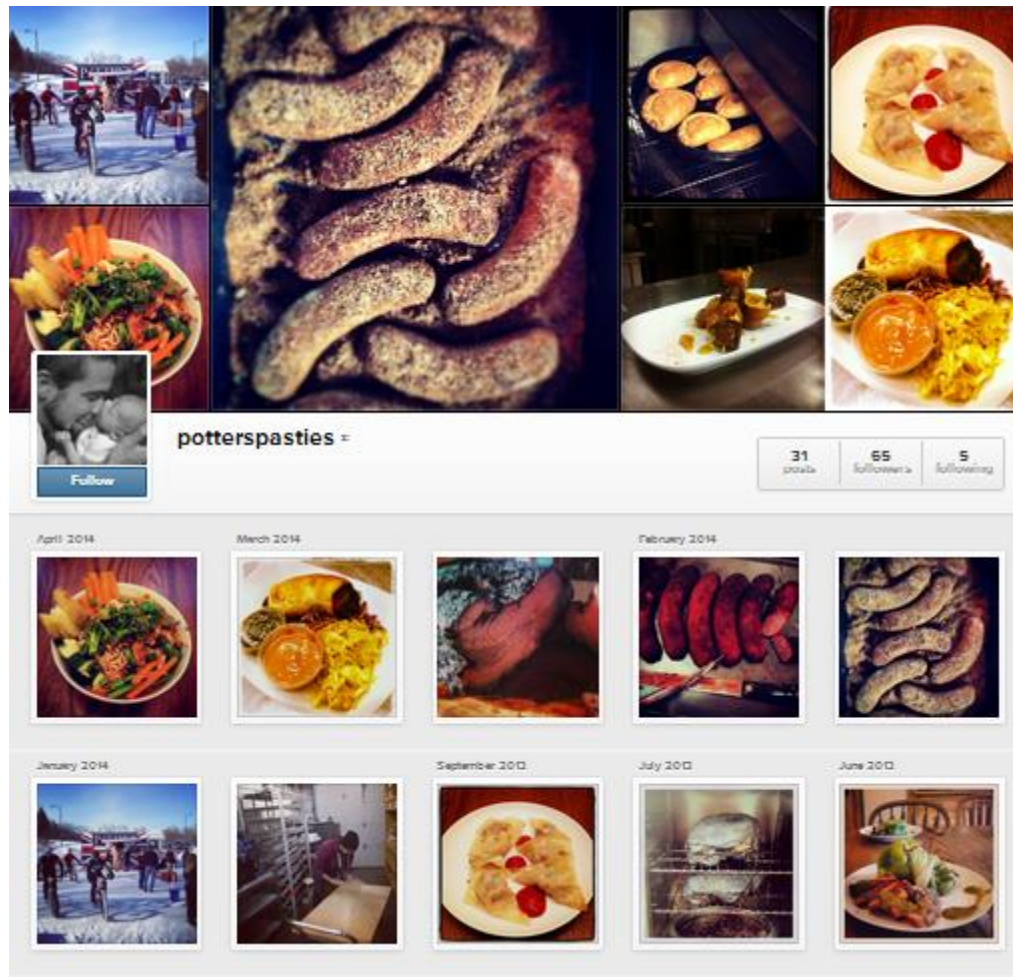 potterspasties
Follow
31 posts
65 followers
5 following
April 2014
March 2014
February 2014
January 2014
September 2013
July 2013
June 2013